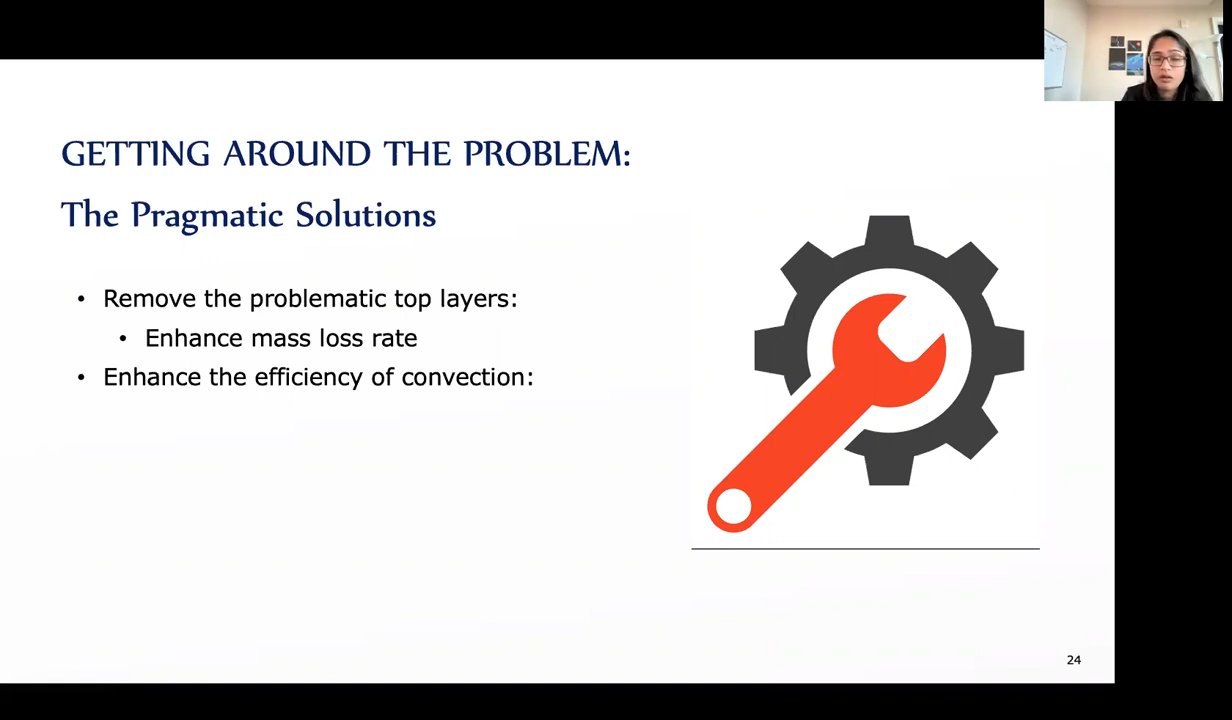 GETTING AROUND THE PROBLEM:
The Pragmatic Solutions
• Remove the problematic top layers:
• Enhance mass loss rate
• Enhance the efficiency of convection:
24